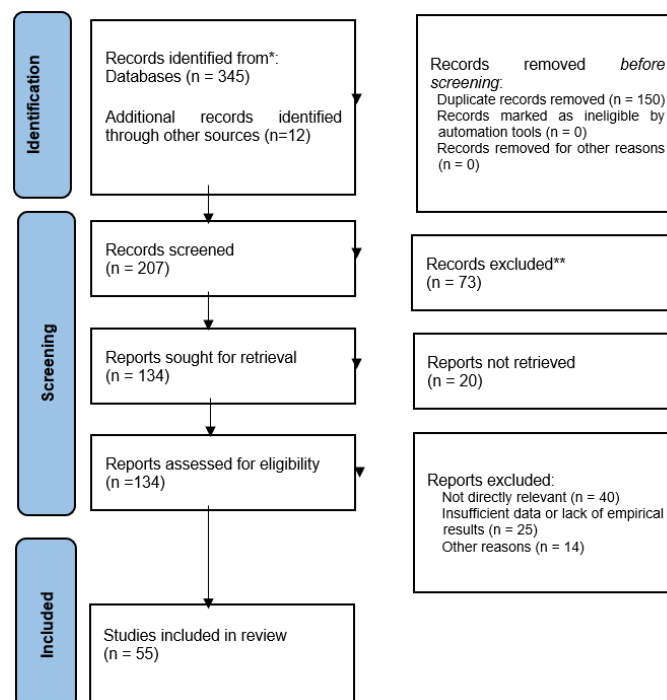 Identification
Records identified from*:
Databases (n = 345)
Additional records identified
through other sources (n=12)
Records removed before
screening:
Duplicate records removed (n = 150)
Records marked as ineligible by
automation tools (n = 0)
Records removed for other reasons
(n = 0)
Screening
Records screened
(n = 207)
Records excluded**
(n = 73)
Reports sought for retrieval
(n = 134)
Reports not retrieved
(n = 20)
Reports assessed for eligibility
(n =134)
Reports excluded:
Not directly relevant (n = 40)
Insufficient data or lack of empirical
results (n = 25)
Other reasons (n = 14)
Included
Studies included in review
(n = 55)